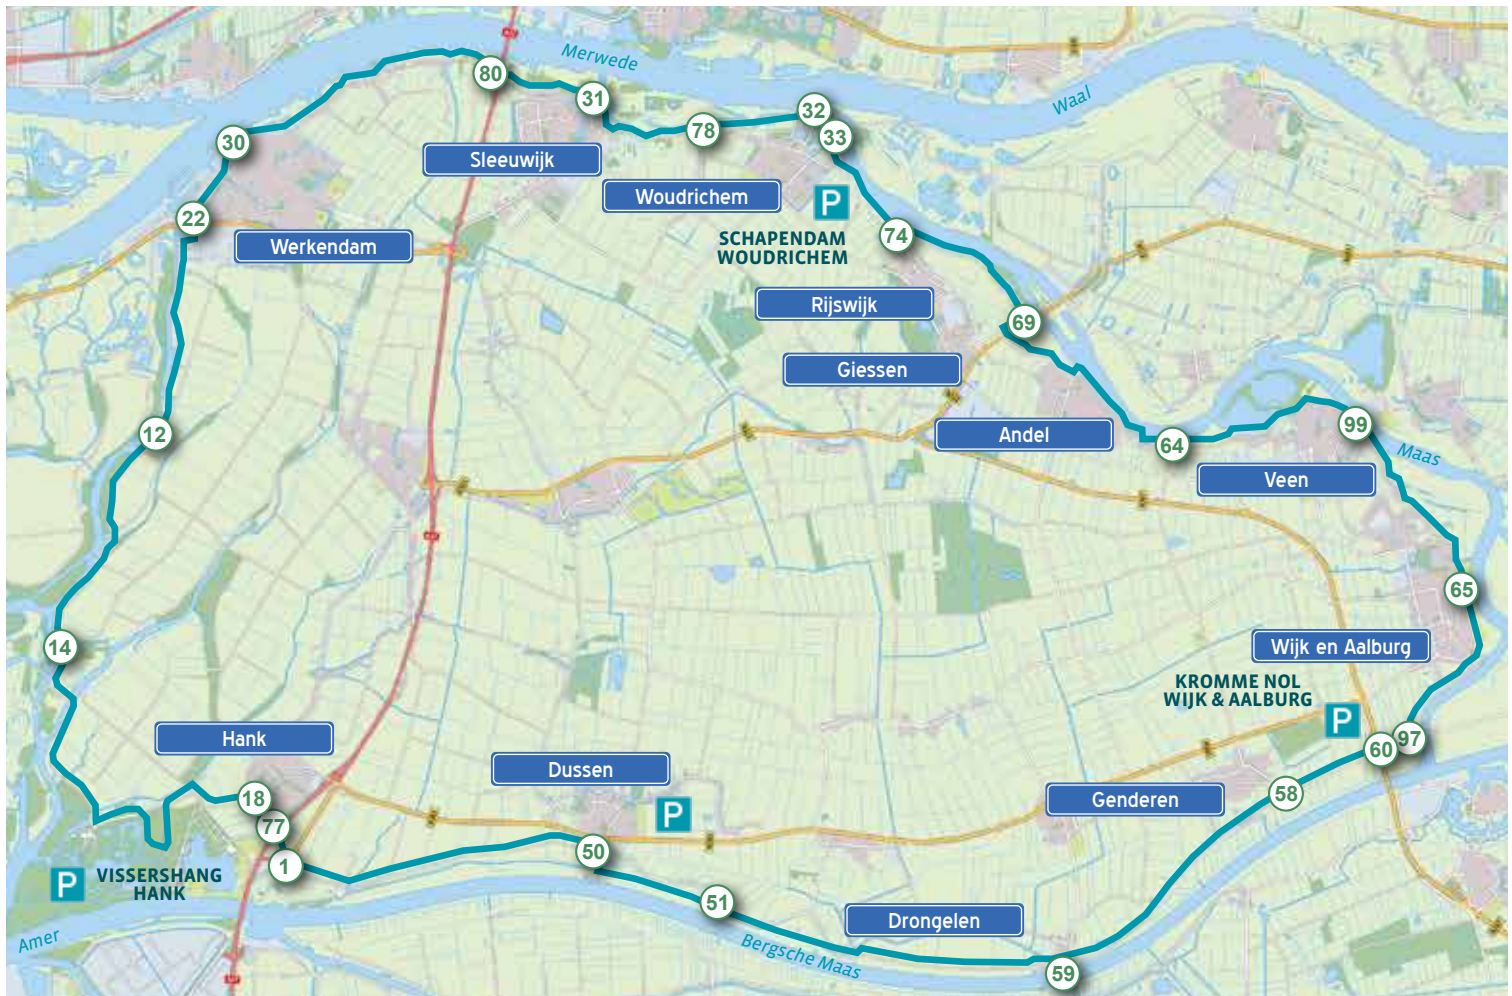 Merwede
80
31
Waal
32
78
33
30
Sleeuwijk
Woudrichem
P
22
SCHAPENDAM
WOUDRICHEM
74
Werkendam
Rijswijk
69
Giessen
12
Andel
64
99
Maas
Veen
65
14
Wijk en Aalburg
KROMME NOL
WIJK & AALBURG
P
Hank
60
97
Dussen
18
Genderen
58
77
P
50
1
P
VISSERSHANG
HANK
51
Drongelen
Amer
Bergsche Maas
59